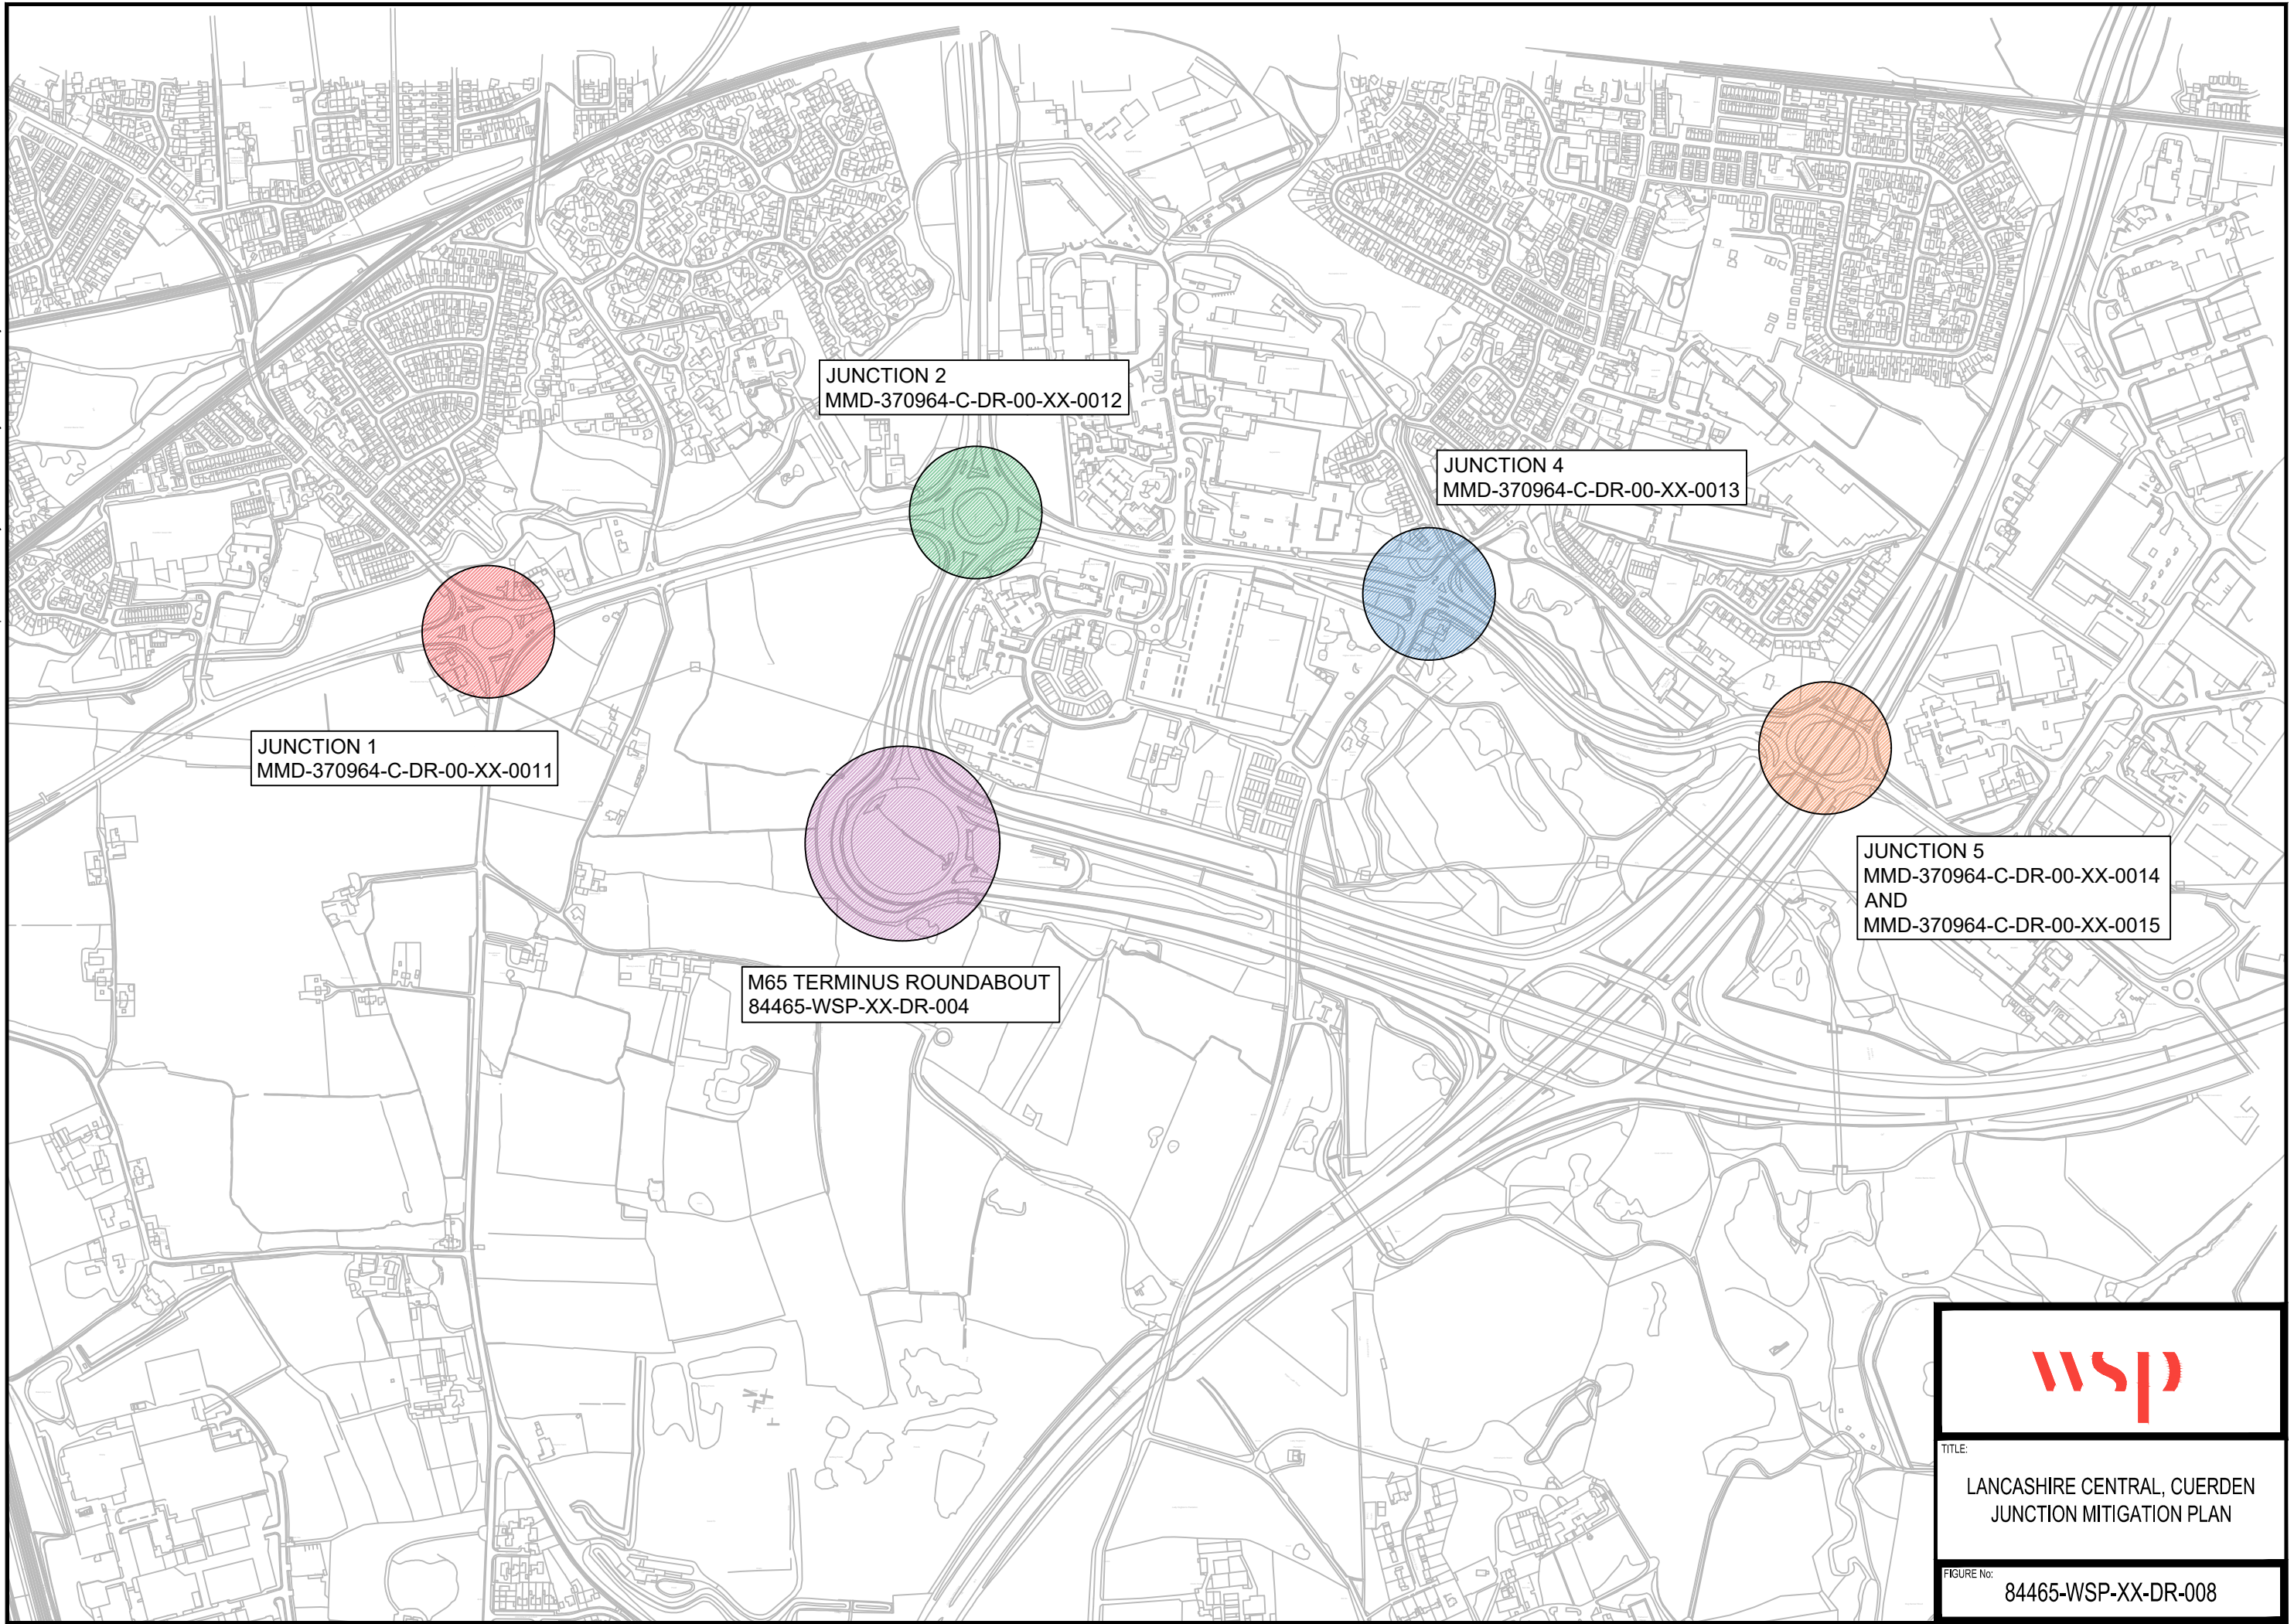 JUNCTION 2
MMD-370964-C-DR-00-XX-0012
JUNCTION 4
MMD-370964-C-DR-00-XX-0013
JUNCTION 1
MMD-370964-C-DR-00-XX-0011
JUNCTION 5
MMD-370964-C-DR-00-XX-0014
AND
MMD-370964-C-DR-00-XX-0015
M65 TERMINUS ROUNDABOUT
84465-WSP-XX-DR-004
wsp
TITLE:
LANCASHIRE CENTRAL, CUERDEN
JUNCTION MITIGATION PLAN
FIGURE No:
84465-WSP-XX-DR-008